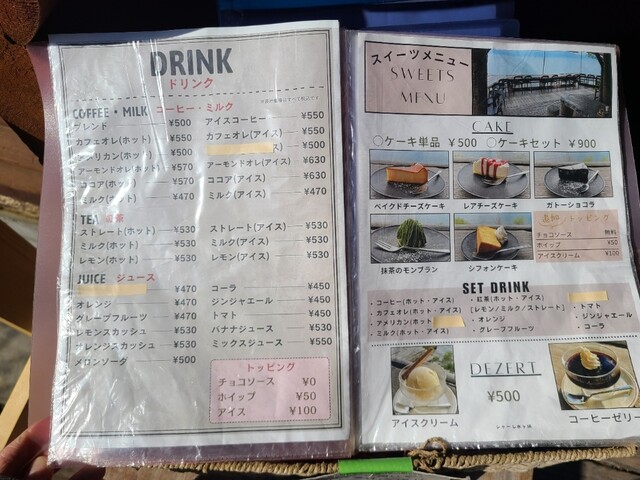 DRINK
ドリンク
COFFEE・MILK コーヒー・ミルク
ブレンド ¥500
カフェオレ(ホット) ¥550
アメリカン(ホット) ¥500
アーモンドオレ(ホット) ¥570
ココア(ホット) ¥570
ミルク(ホット) ¥470
アイスコーヒー ¥550
カフェオレ(アイス) ¥550
ス) ¥500
アーモンドオレ(アイス) ¥630
ココア(アイス) ¥630
ミルク(アイス) ¥470
TEA 紅茶
ストレート(ホット) ¥530
ミルク(ホット) ¥530
レモン(ホット) ¥530
ストレート(アイス) ¥530
ミルク(アイス) ¥530
レモン(アイス) ¥530
JUICE ジュース
¥470
オレンジ ¥470
グレープフルーツ ¥470
レモンスカッシュ ¥530
オレンジスカッシュ ¥530
メロンソーダ ¥500
コーラ ¥450
ジンジャエール ¥450
トマト ¥450
バナナジュース ¥530
ミックスジュース ¥550
トッピング
チョコソース ¥0
ホイップ ¥50
アイス ¥100
スイーツメニュー
SWEETS
MENU
CAKE
〇ケーキ単品 ¥500 〇ケーキセット ¥900
ベイクドチーズケーキ
レアチーズケーキ
ガトーショコラ
抹茶のモンブラン
シフォンケーキ
追加/トッピング
チョコソース 無料
ホイップ ¥50
アイスクリーム ¥100
SET DRINK
・コーヒー(ホット・アイス)
・カフェオレ(ホット・アイス)
・アメリカン(ホット
・ミルク(ホット・アイス)
・紅茶(ホット・アイス)
[レモン/ミルク/ストレート]
・オレンジ
・グレープフルーツ
・トマト
・ジンジャエール
・コーラ
DEZERT
¥500
アイスクリーム
コーヒーゼリー